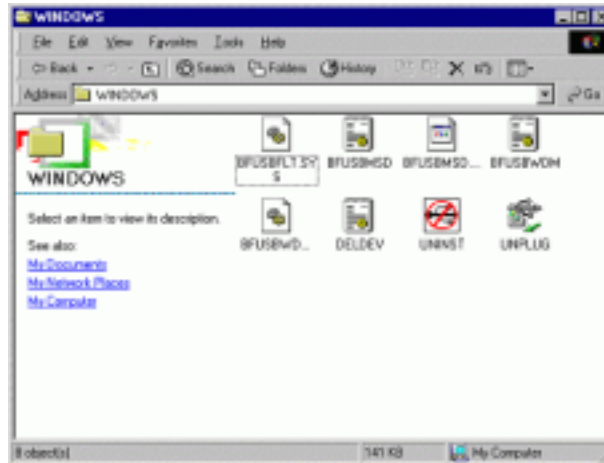 WINDOWS
File Edit View Favorites Tools Help
Back Search Folders History
Address WINDOWS Go
WINDOWS
Select an item to view its description.
See also:
My Documents
My Network Places
My Computer
BFUSBFLT.SY
S
BFUSBMSD
BFUSBMSD...
BFUSBWDM
BFUSBWD...
DELDEV
UNINST
UNPLUG
8 object(s) 141 KB My Computer